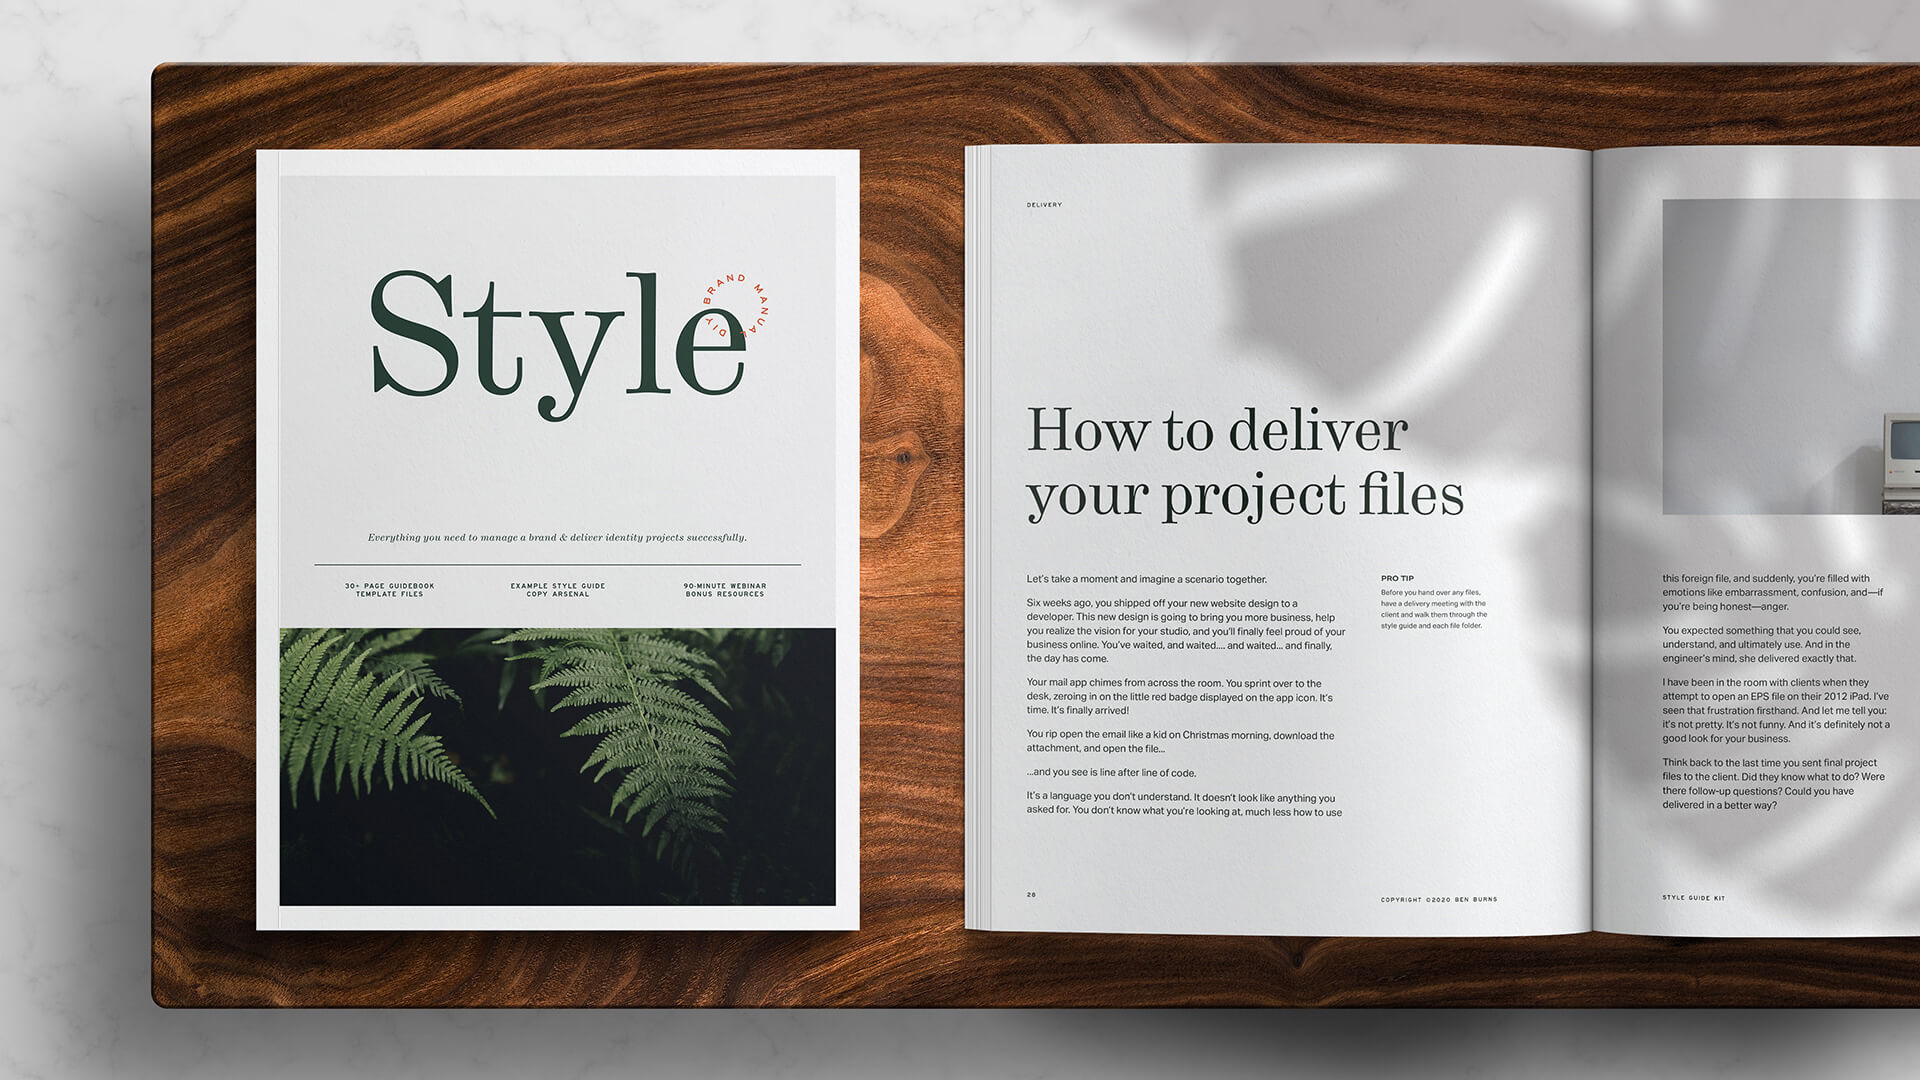 Style
DIY BRAND MANUAL
Everything you need to manage a brand & deliver identity projects successfully.
30+ PAGE GUIDEBOOK
TEMPLATE FILES
EXAMPLE STYLE GUIDE
COPY ARSENAL
90-MINUTE WEBINAR
BONUS RESOURCES
DELIVERY
How to deliver
your project files
Let's take a moment and imagine a scenario together.
Six weeks ago, you shipped off your new website design to a
developer. This new design is going to bring you more business, help
you realize the vision for your studio, and you'll finally feel proud of your
business online. You've waited, and waited.... and waited... and finally,
the day has come.
Your mail app chimes from across the room. You sprint over to the
desk, zeroing in on the little red badge displayed on the app icon. It's
time. It's finally arrived!
You rip open the email like a kid on Christmas morning, download the
attachment, and open the file...
...and you see is line after line of code.
It's a language you don't understand. It doesn't look like anything you
asked for. You don't know what you're looking at, much less how to use
PRO TIP
Before you hand over any files,
have a delivery meeting with the
client and walk them through the
style guide and each file folder.
28
COPYRIGHT ©2020 BEN BURNS
this foreign file, and suddenly, you're filled with
emotions like embarrassment, confusion, and—if
you're being honest—anger.
You expected something that you could see,
understand, and ultimately use. And in the
engineer's mind, she delivered exactly that.
I have been in the room with clients when they
attempt to open an EPS file on their 2012 iPad. I've
seen that frustration firsthand. And let me tell you:
it's not pretty. It's not funny. And it's definitely not a
good look for your business.
Think back to the last time you sent final project
files to the client. Did they know what to do? Were
there follow-up questions? Could you have
delivered in a better way?
STYLE GUIDE KIT